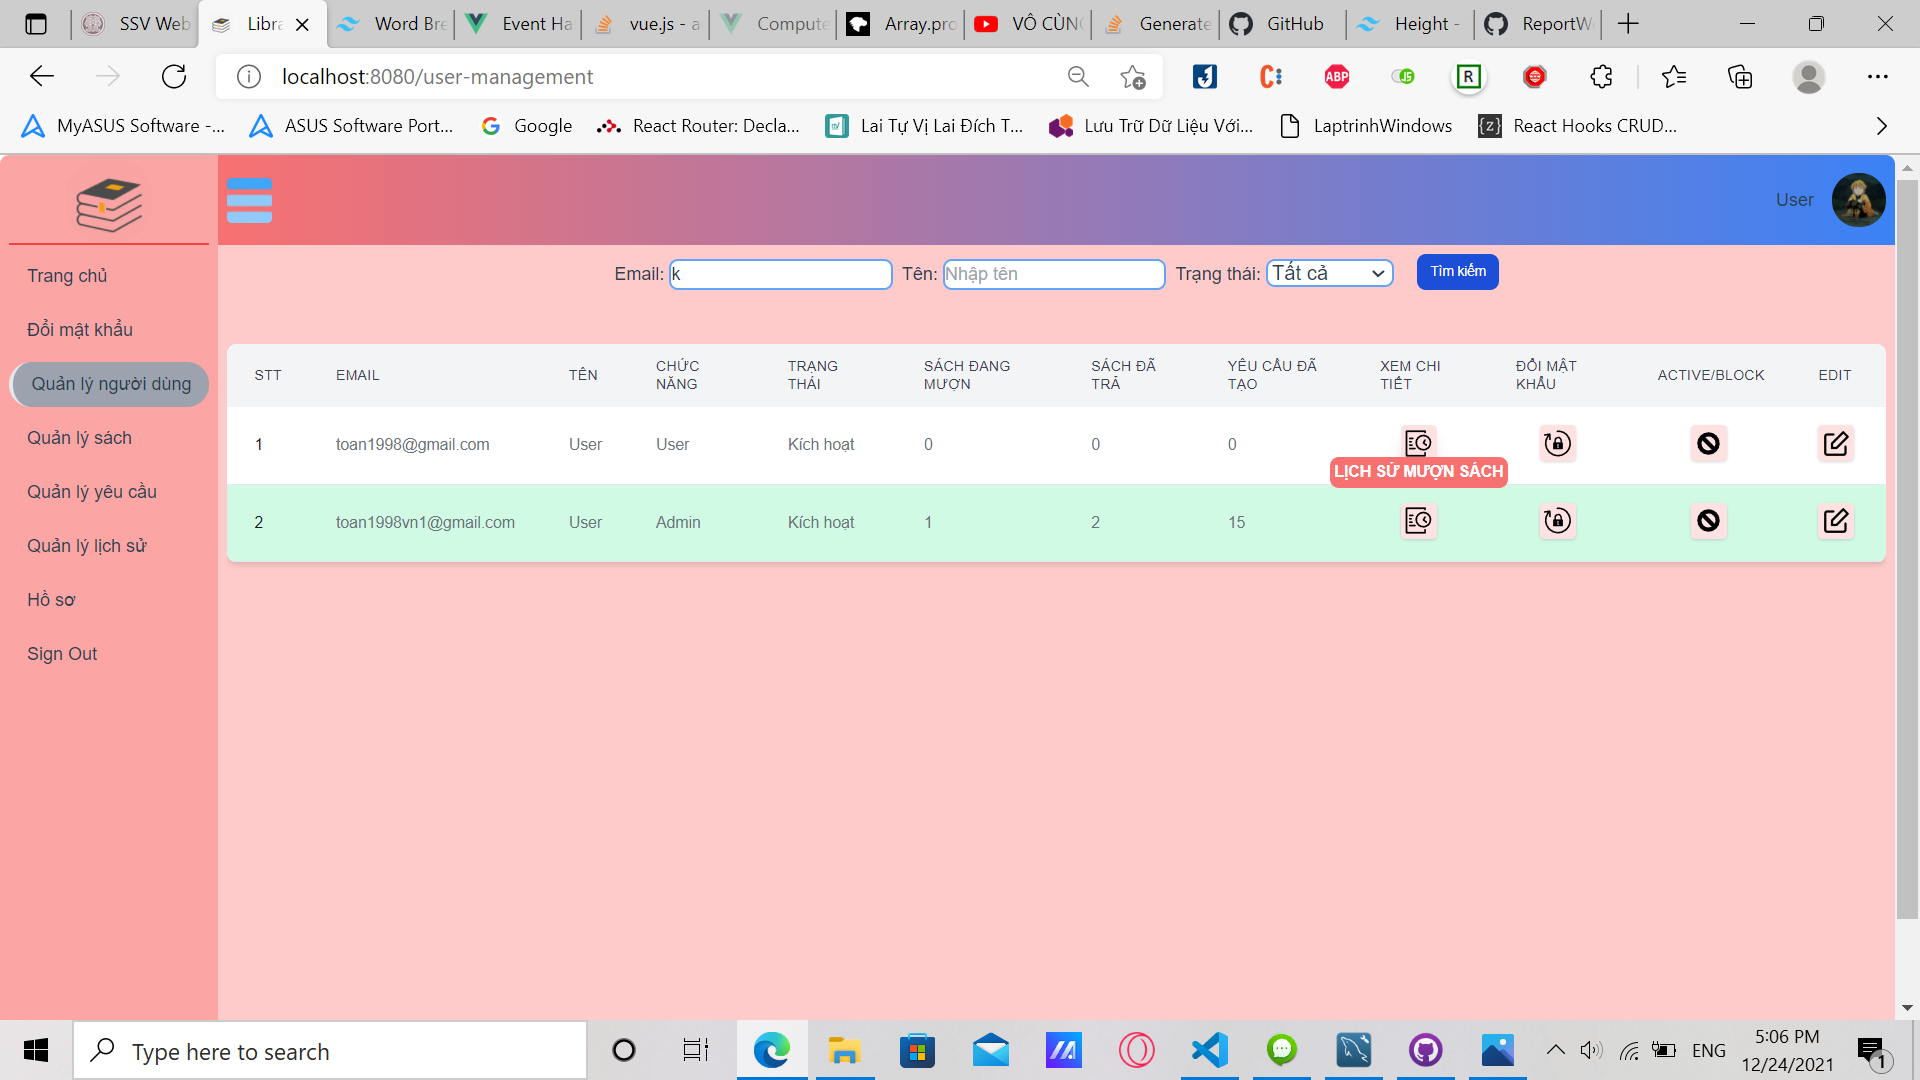 SSV Web
Libra
Word Bre
Event Ha
vue.js - a
Compute
Array.pro
VÔ CÙNG
Generate
GitHub
Height -
ReportW
localhost:8080/user-management
ABP
JS
R
MyASUS Software -...
ASUS Software Port...
Google
React Router: Decla...
Lai Tự Vị Lai Đích T...
Lưu Trữ Dữ Liệu Với...
LaptrinhWindows
{z}
React Hooks CRUD...
User
Trang chủ
Đổi mật khẩu
Quản lý người dùng
Quản lý sách
Quản lý yêu cầu
Quản lý lịch sử
Hồ sơ
Sign Out
Email: k
Tên: Nhập tên
Trạng thái: Tất cả
Tìm kiếm
STT
EMAIL
TÊN
CHỨC
NĂNG
TRẠNG
THÁI
SÁCH ĐANG
MƯỢN
SÁCH ĐÃ
TRẢ
YÊU CẦU ĐÃ
TẠO
XEM CHI
TIẾT
ĐỔI MẬT
KHẨU
ACTIVE/BLOCK
EDIT
1 toan1998@gmail.com User User Kích hoạt 0 0 0
LỊCH SỬ MƯỢN SÁCH
2 toan1998vn1@gmail.com User Admin Kích hoạt 1 2 15
Type here to search
ENG
5:06 PM
12/24/2021
1